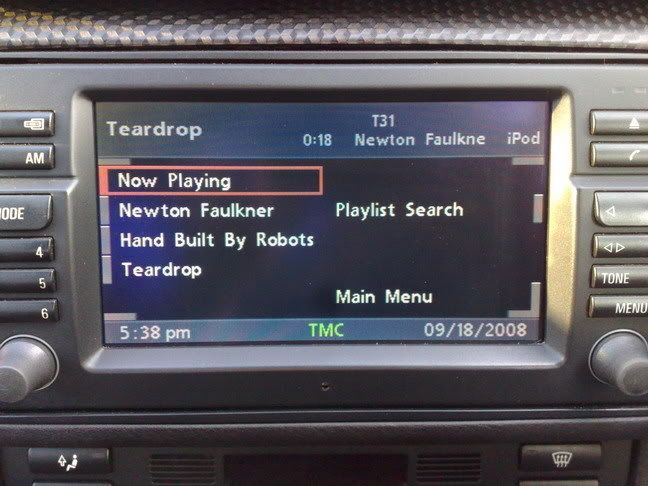 Teardrop
T31
0:18 Newton Faulkne iPod
Now Playing
Newton Faulkner Playlist Search
Hand Built By Robots
Teardrop
Main Menu
5:38 pm TMC 09/18/2008
AM
MODE
4
5
6
TONE
MENU